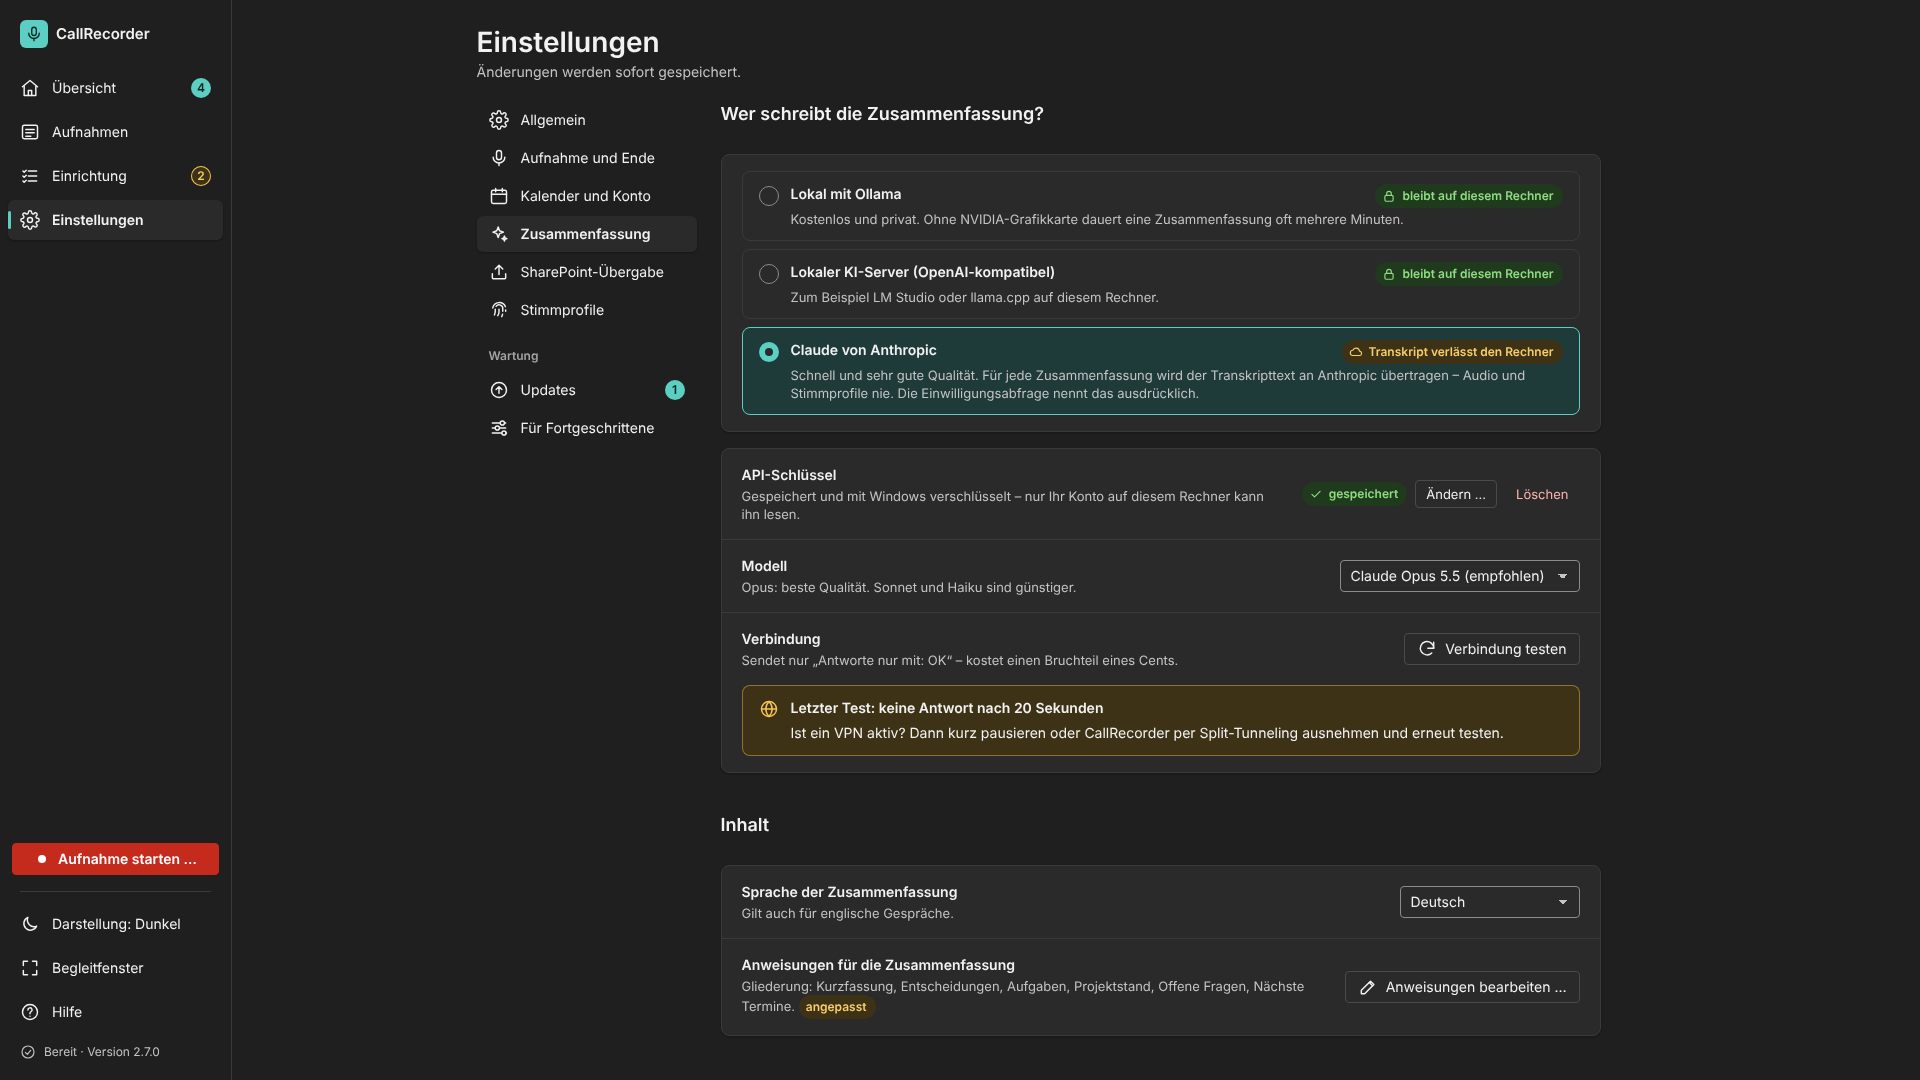 CallRecorder
Übersicht
4
Aufnahmen
Einrichtung
2
Einstellungen
Aufnahme starten ...
Darstellung: Dunkel
Begleitfenster
Hilfe
Bereit · Version 2.7.0
Einstellungen
Änderungen werden sofort gespeichert.
Allgemein
Aufnahme und Ende
Kalender und Konto
Zusammenfassung
SharePoint-Übergabe
Stimmprofile
Wartung
Updates
1
Für Fortgeschrittene
Wer schreibt die Zusammenfassung?
Lokal mit Ollama
bleibt auf diesem Rechner
Kostenlos und privat. Ohne NVIDIA-Grafikkarte dauert eine Zusammenfassung oft mehrere Minuten.
Lokaler KI-Server (OpenAI-kompatibel)
bleibt auf diesem Rechner
Zum Beispiel LM Studio oder llama.cpp auf diesem Rechner.
Claude von Anthropic
Transkript verlässt den Rechner
Schnell und sehr gute Qualität. Für jede Zusammenfassung wird der Transkripttext an Anthropic übertragen – Audio und
Stimmprofile nie. Die Einwilligungsabfrage nennt das ausdrücklich.
API-Schlüssel
Gespeichert und mit Windows verschlüsselt – nur Ihr Konto auf diesem Rechner kann
ihn lesen.
gespeichert
Ändern ...
Löschen
Modell
Opus: beste Qualität. Sonnet und Haiku sind günstiger.
Claude Opus 5.5 (empfohlen)
Verbindung
Sendet nur „Antworte nur mit: OK“ – kostet einen Bruchteil eines Cents.
Verbindung testen
Letzter Test: keine Antwort nach 20 Sekunden
Ist ein VPN aktiv? Dann kurz pausieren oder CallRecorder per Split-Tunneling ausnehmen und erneut testen.
Inhalt
Sprache der Zusammenfassung
Gilt auch für englische Gespräche.
Deutsch
Anweisungen für die Zusammenfassung
Gliederung: Kurzfassung, Entscheidungen, Aufgaben, Projektstand, Offene Fragen, Nächste
Termine. angepasst
Anweisungen bearbeiten ...